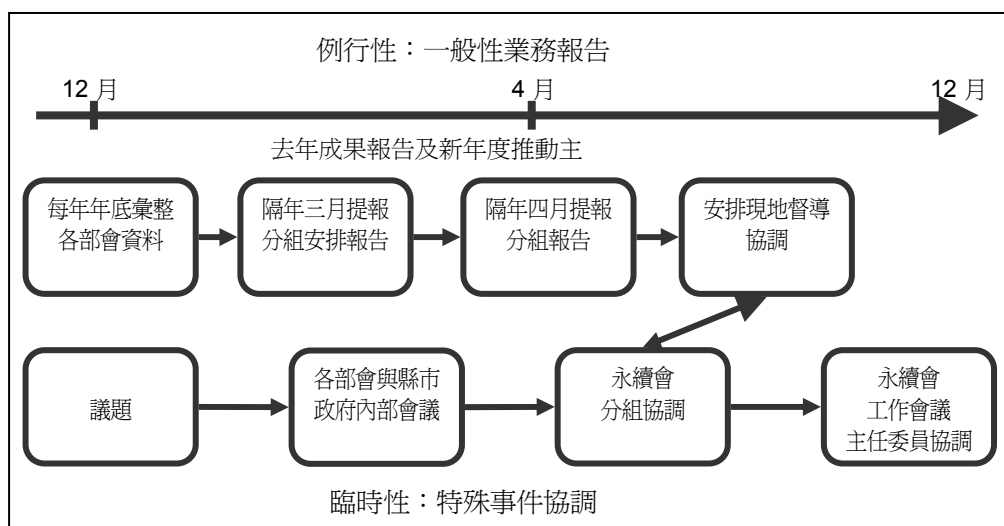 例行性：一般性業務報告
12 月
4 月
12 月
去年成果報告及新年度推動主
每年年底彙整
各部會資料
隔年三月提報
分組安排報告
隔年四月提報
分組報告
安排現地督導
協調
議題
各部會與縣市
政府內部會議
永續會
分組協調
永續會
工作會議
主任委員協調
臨時性：特殊事件協調